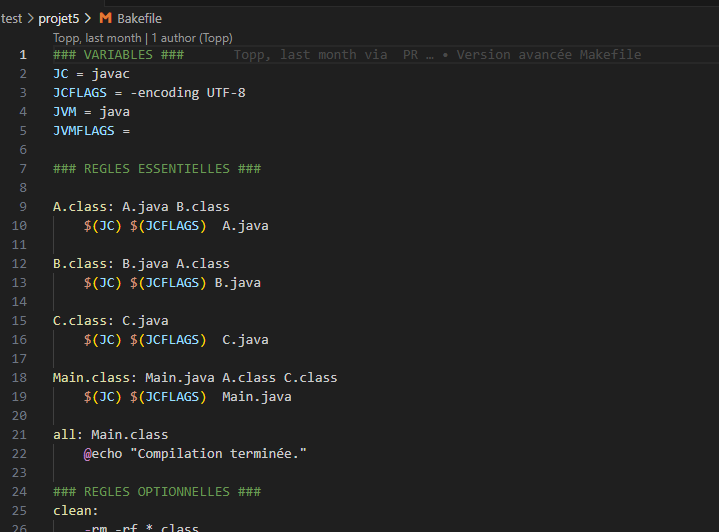 test > projet5 > M Bakefile
Topp, last month | 1 author (Topp)
1 ### VARIABLES ### Topp, last month via PR … • Version avancée Makefile
2 JC = javac
3 JCFLAGS = -encoding UTF-8
4 JVM = java
5 JVMFLAGS =
6
7 ### REGLES ESSENTIELLES ###
8
9 A.class: A.java B.class
10 $(JC) $(JCFLAGS)  A.java
11
12 B.class: B.java A.class
13 $(JC) $(JCFLAGS) B.java
14
15 C.class: C.java
16 $(JC) $(JCFLAGS)  C.java
17
18 Main.class: Main.java A.class C.class
19 $(JC) $(JCFLAGS)  Main.java
20
21 all: Main.class
22 @echo "Compilation terminée."
23
24 ### REGLES OPTIONNELLES ###
25 clean:
26 -rm -rf *.class